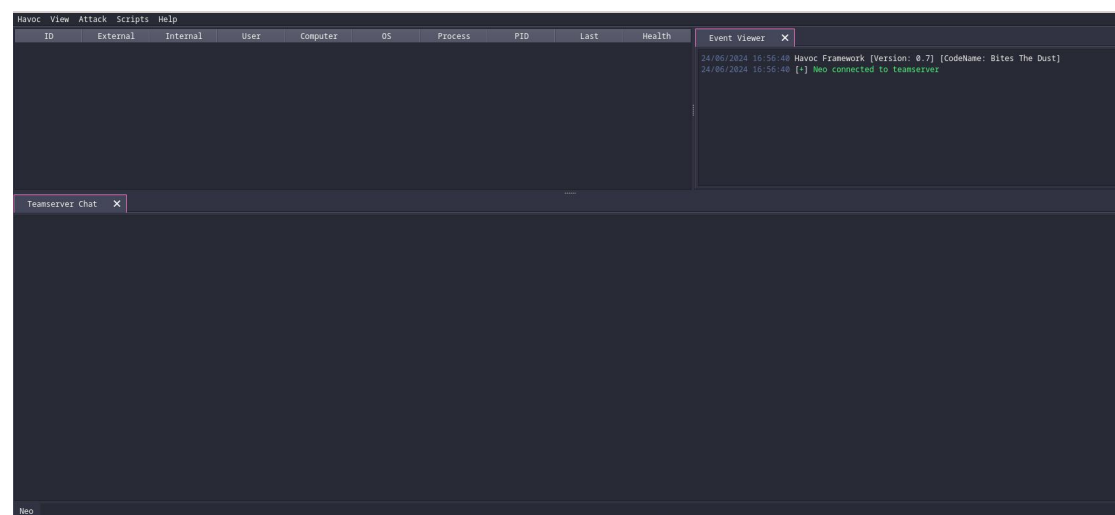 Havoc View Attack Scripts Help
ID External Internal User Computer OS Process PID Last Health
Event Viewer X
24/06/2024 16:56:40 Havoc Framework [Version: 0.7] [CodeName: Bites The Dust]
24/06/2024 16:56:40 [+] Neo connected to teamserver
Teamserver Chat X
Neo